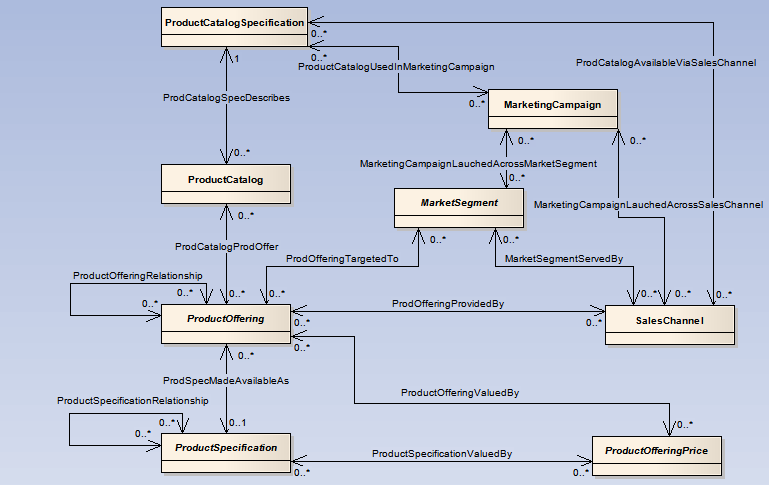 ProductCatalogSpecification
0..*
0..*
1
ProductCatalogUsedInMarketingCampaign
ProdCatalogAvailableViaSalesChannel
ProdCatalogSpecDescribes
0..*
MarketingCampaign
0..*
0..*
0..*
MarketingCampaignLauchedAcrossMarketSegment
ProductCatalog
0..*
MarketSegment
MarketingCampaignLauchedAcrossSalesChannel
0..*
0..*
0..*
ProdCatalogProdOffer
ProdOfferingTargetedTo
MarketSegmentServedBy
ProductOfferingRelationship
0..*
0..*
0..*
0..*
0..*
0..*
0..*
ProdOfferingProvidedBy
ProductOffering
0..*
0..*
SalesChannel
0..*
0..*
ProdSpecMadeAvailableAs
ProductOfferingValuedBy
ProductSpecificationRelationship
0..*
0..1
0..*
0..*
ProductSpecification
ProductSpecificationValuedBy
ProductOfferingPrice
0..*
0..*